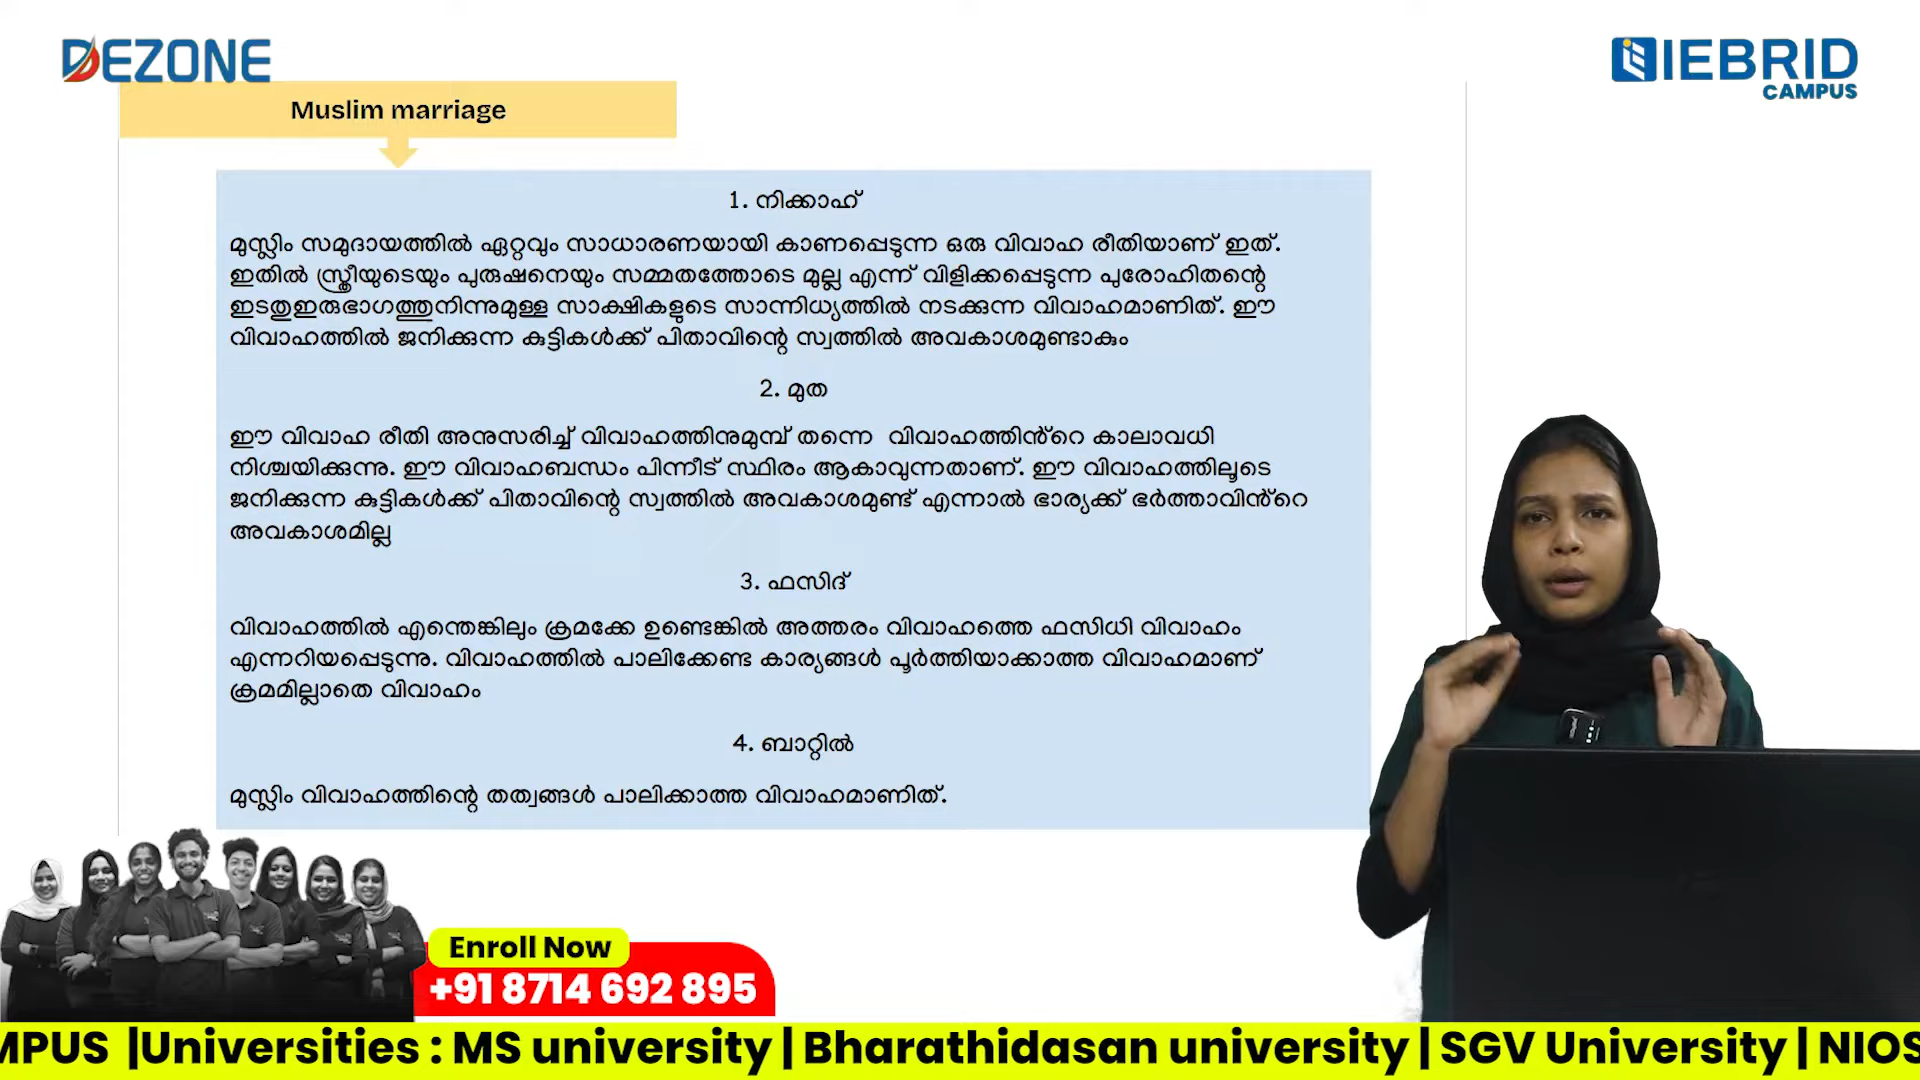 DEZONE
IEBRID
CAMPUS
Muslim marriage
1. നിക്കാഹ്
മുസ്ലിം സമുദായത്തിൽ ഏറ്റവും സാധാരണയായി കാണപ്പെടുന്ന ഒരു വിവാഹ രീതിയാണ് ഇത്.
ഇതിൽ സ്ത്രീയുടെയും പുരുഷനെയും സമ്മതത്തോടെ മുല്ല എന്ന് വിളിക്കപ്പെടുന്ന പുരോഹിതന്റെ
ഇടതുഇരുഭാഗത്തുനിന്നുമുള്ള സാക്ഷികളുടെ സാന്നിധ്യത്തിൽ നടക്കുന്ന വിവാഹമാണിത്. ഈ
വിവാഹത്തിൽ ജനിക്കുന്ന കുട്ടികൾക്ക് പിതാവിന്റെ സ്വത്തിൽ അവകാശമുണ്ടാകും
2. മുത
ഈ വിവാഹ രീതി അനുസരിച്ച് വിവാഹത്തിനുമുമ്പ് തന്നെ വിവാഹത്തിൻ്റെ കാലാവധി
നിശ്ചയിക്കുന്നു. ഈ വിവാഹബന്ധം പിന്നീട് സ്ഥിരം ആകാവുന്നതാണ്. ഈ വിവാഹത്തിലൂടെ
ജനിക്കുന്ന കുട്ടികൾക്ക് പിതാവിന്റെ സ്വത്തിൽ അവകാശമുണ്ട് എന്നാൽ ഭാര്യക്ക് ഭർത്താവിൻ്റെ
അവകാശമില്ല
3. ഫസിദ്
വിവാഹത്തിൽ എന്തെങ്കിലും ക്രമക്കേ ഉണ്ടെങ്കിൽ അത്തരം വിവാഹത്തെ ഫസിധി വിവാഹം
എന്നറിയപ്പെടുന്നു. വിവാഹത്തിൽ പാലിക്കേണ്ട കാര്യങ്ങൾ പൂർത്തിയാക്കാത്ത വിവാഹമാണ്
ക്രമമില്ലാതെ വിവാഹം
4. ബാറ്റിൽ
മുസ്ലിം വിവാഹത്തിന്റെ തത്വങ്ങൾ പാലിക്കാത്ത വിവാഹമാണിത്.
Enroll Now
+91 8714 692 895
MPUS |Universities : MS university | Bharathidasan university | SGV University | NIOS